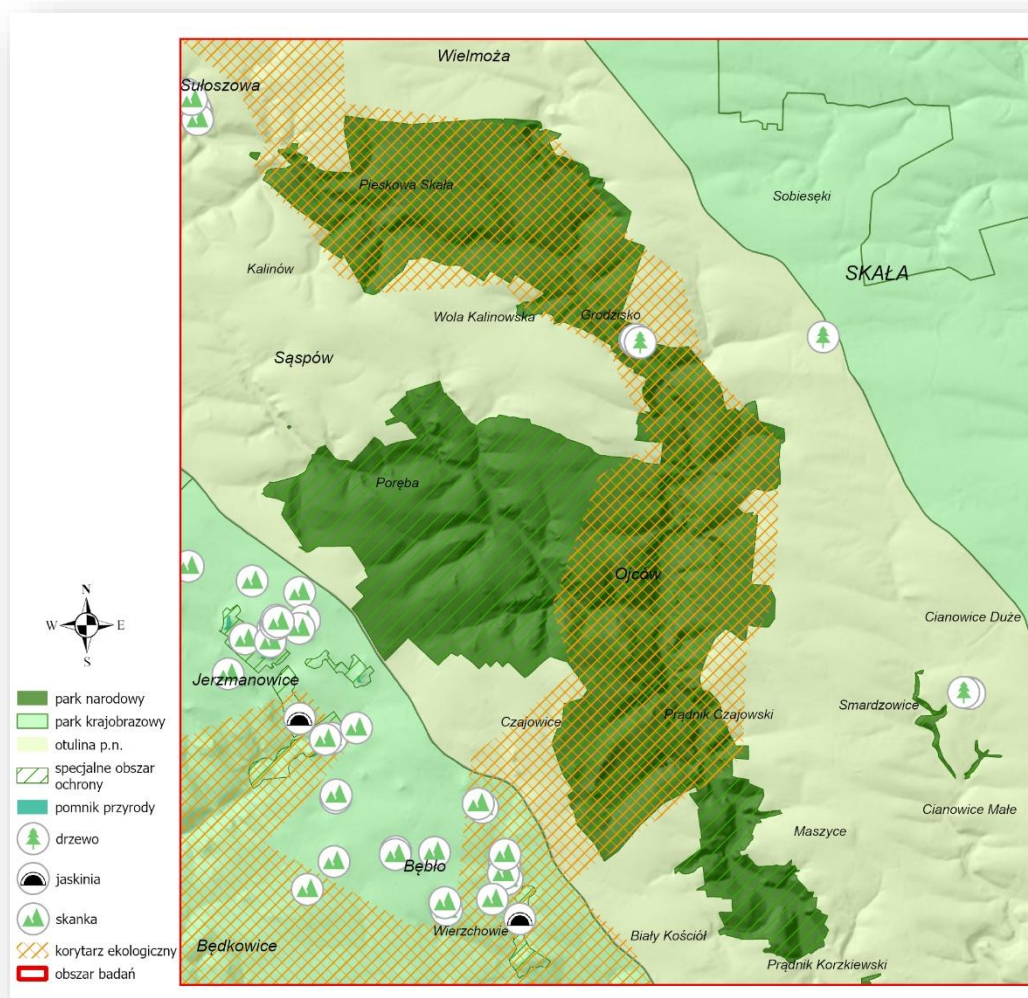 Wielmoża
Sułoszowa
Pieskowa Skała
Sobiesęki
Kalinów
SKAŁA
Wola Kalinowska
Grodzisko
Sąspów
Poręba
Ojców
N
W
E
S
Cianowice Duże
Jerzmanowice
Smardzowice
Czajowice
Prądnik Czajowski
Cianowice Małe
Maszyce
Bębło
Wierzchowie
Biały Kościół
Będkowice
Prądnik Korzkiewski
park narodowy
park krajobrazowy
otulina p.n.
specjalne obszar
ochrony
pomnik przyrody
drzewo
jaskinia
skanka
korytarz ekologiczny
obszar badań